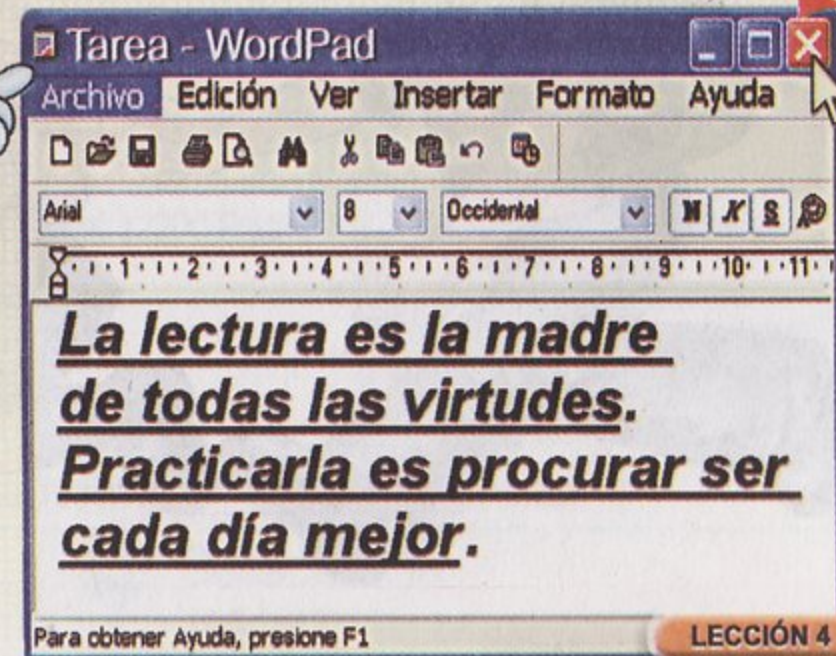 Tarea - WordPad
Archivo Edición Ver Insertar Formato Ayuda
Arial 8 Occidental N K S
1 2 3 4 5 6 7 8 9 10 11
La lectura es la madre
de todas las virtudes.
Practicarla es procurar ser
cada día mejor.
Para obtener Ayuda, presione F1
LECCIÓN 4